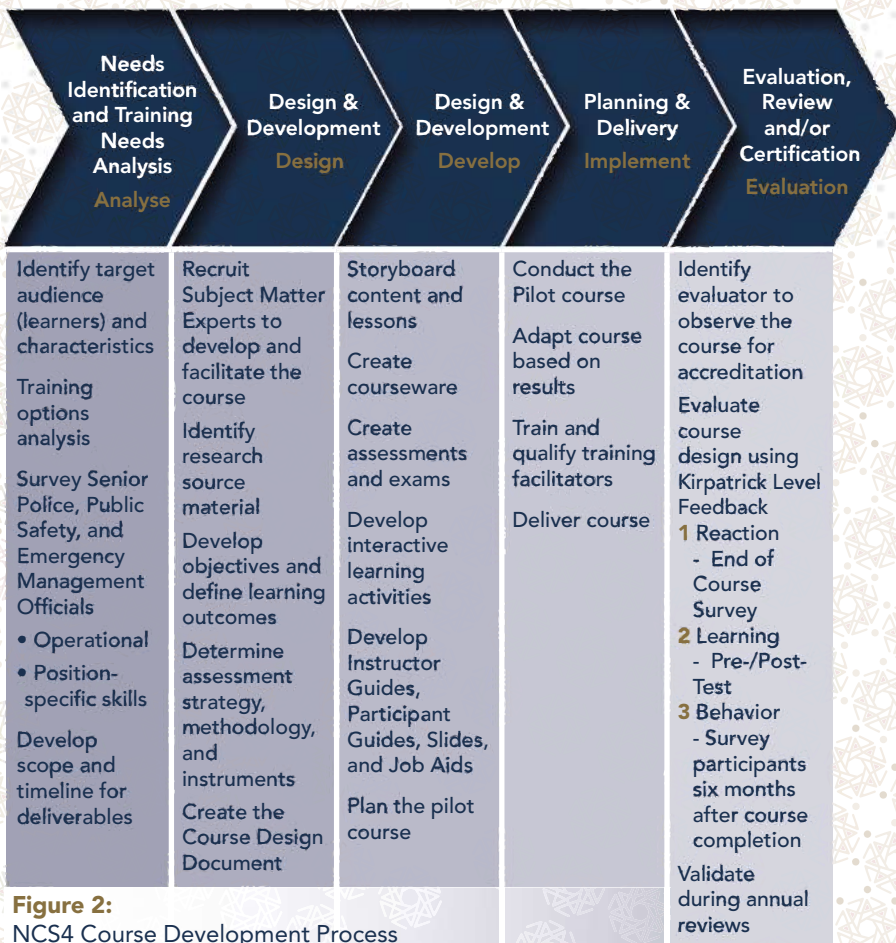 Needs
Identification
and Training
Needs
Analysis
Analyse
Design &
Development
Design
Design &
Development
Develop
Planning &
Delivery
Implement
Evaluation,
Review
and/or
Certification
Evaluation
Identify target
audience
(learners) and
characteristics
Training
options
analysis
Survey Senior
Police, Public
Safety, and
Emergency
Management
Officials
• Operational
• Position-
specific skills
Develop
scope and
timeline for
deliverables
Recruit
Subject Matter
Experts to
develop and
facilitate the
course
Identify
research
source
material
Develop
objectives and
define learning
outcomes
Determine
assessment
strategy,
methodology,
and
instruments
Create the
Course Design
Document
Storyboard
content and
lessons
Create
courseware
Create
assessments
and exams
Develop
interactive
learning
activities
Develop
Instructor
Guides,
Participant
Guides, Slides,
and Job Aids
Plan the pilot
course
Conduct the
Pilot course
Adapt course
based on
results
Train and
qualify training
facilitators
Deliver course
Identify
evaluator to
observe the
course for
accreditation
Evaluate
course
design using
Kirpatrick Level
Feedback
1 Reaction
- End of
Course
Survey
2 Learning
- Pre-/Post-
Test
3 Behavior
- Survey
participants
six months
after course
completion
Validate
during annual
reviews
Figure 2:
NCS4 Course Development Process